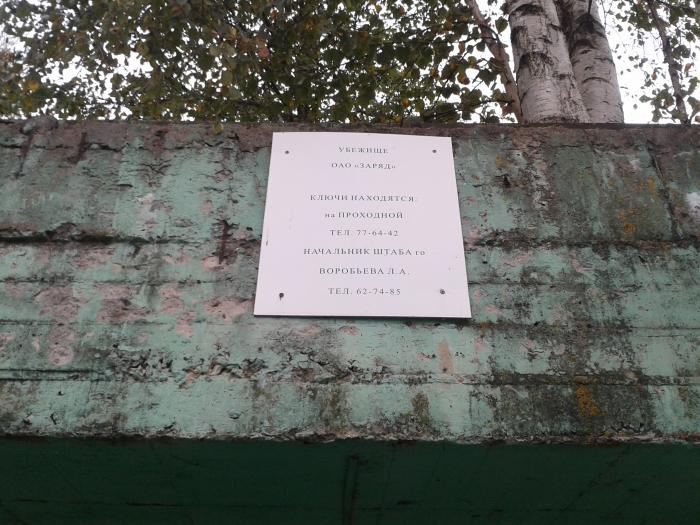 УБЕЖИЩЕ
ОАО «ЗАРЯД»
КЛЮЧИ НАХОДЯТСЯ:
на ПРОХОДНОЙ
ТЕЛ. 77-64-42
НАЧАЛЬНИК ШТАБА го
ВОРОБЬЕВА Л.А.
ТЕЛ. 62-74-85